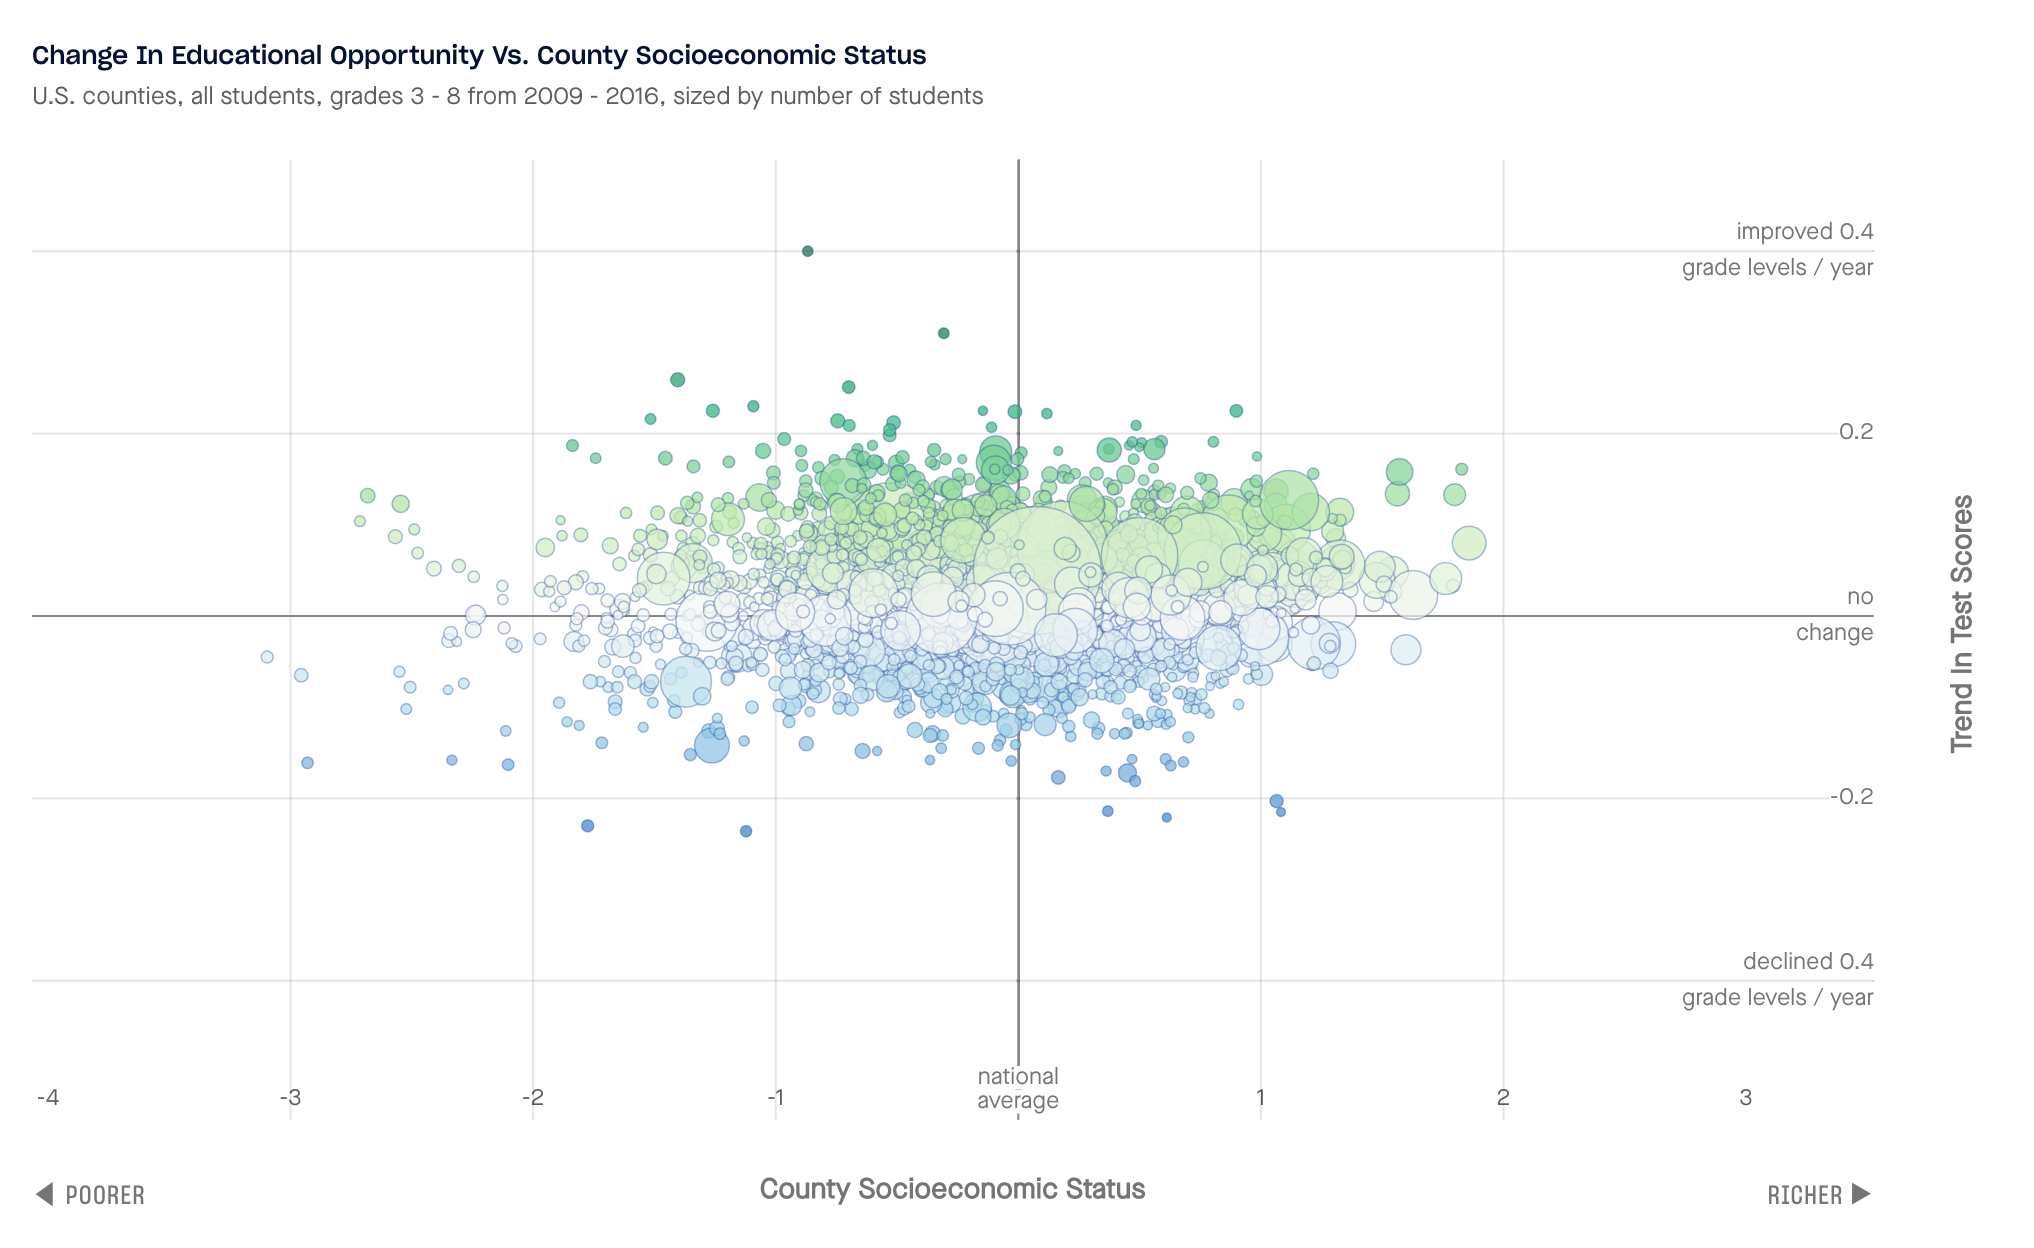 Change In Educational Opportunity Vs. County Socioeconomic Status
U.S. counties, all students, grades 3 - 8 from 2009 - 2016, sized by number of students
improved 0.4
grade levels / year
0.2
no
change
-0.2
declined 0.4
grade levels / year
Trend In Test Scores
national
average
-4 -3 -2 -1 1 2 3
County Socioeconomic Status
◀ POORER
RICHER ▶